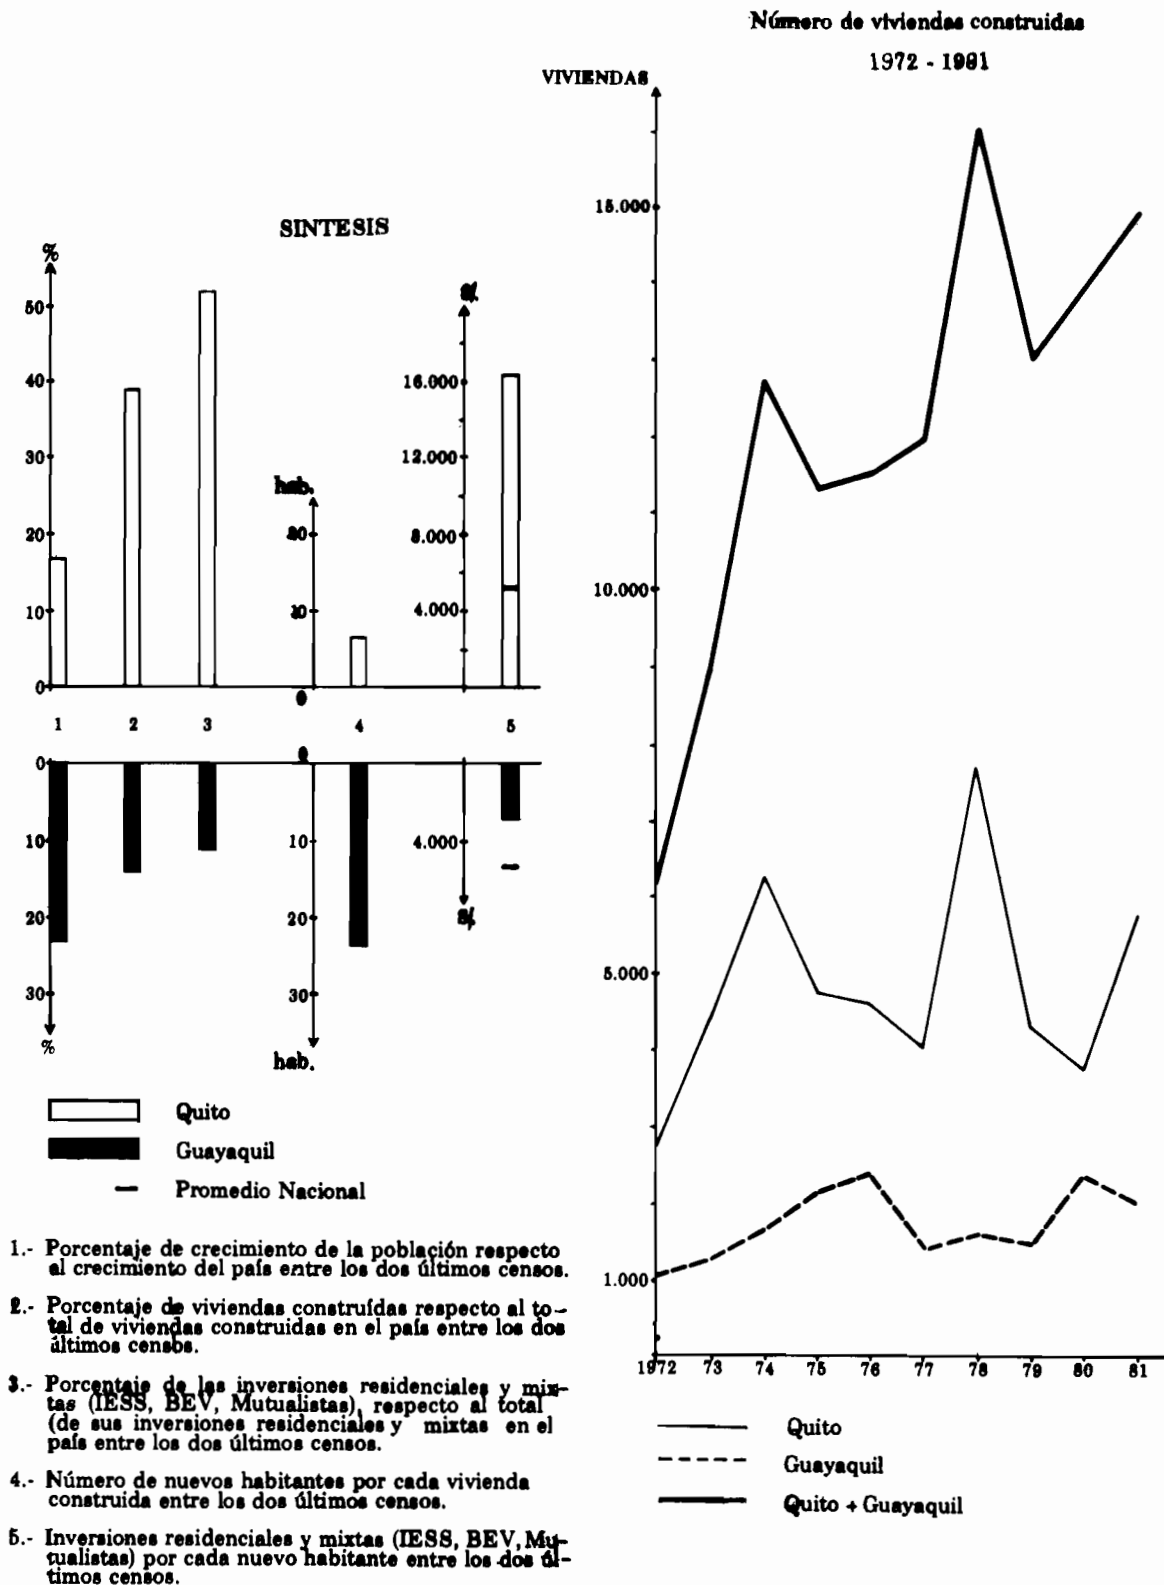 Número de viviendas construidas
1972 - 1981
VIVIENDAS
15.000
10.000
5.000
1.000
1972 73 74 75 76 77 78 79 80 81
Quito
Guayaquil
Quito + Guayaquil
SINTESIS
%
50
40
30
20
10
0
hab.
20
10
0
S/.
16.000
12.000
8.000
4.000
1 2 3 4 5
0
10
20
30
%
0
10
20
30
hab.
4.000
S/.
Quito
Guayaquil
Promedio Nacional
1.- Porcentaje de crecimiento de la población respecto
al crecimiento del país entre los dos últimos censos.
2.- Porcentaje de viviendas construídas respecto al to-
tal de viviendas construidas en el país entre los dos
últimos censos.
3.- Porcentaje de las inversiones residenciales y mix-
tas (IESS, BEV, Mutualistas), respecto al total
(de sus inversiones residenciales y mixtas en el
país entre los dos últimos censos.
4.- Número de nuevos habitantes por cada vivienda
construida entre los dos últimos censos.
5.- Inversiones residenciales y mixtas (IESS, BEV, Mu-
tualistas) por cada nuevo habitante entre los dos úl-
timos censos.